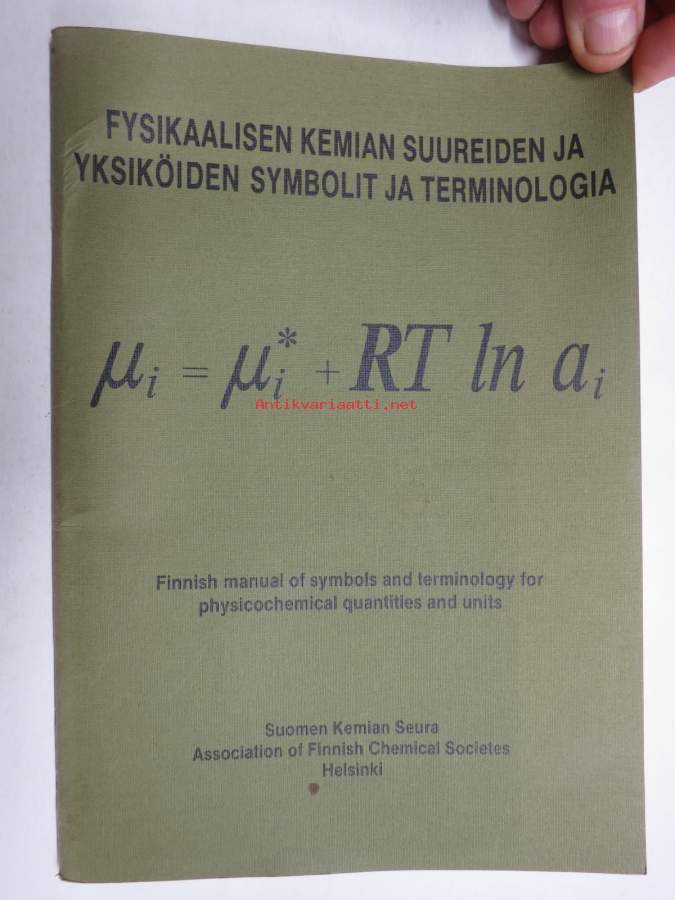 FYSIKAALISEN KEMIAN SUUREIDEN JA
YKSIKÖIDEN SYMBOLIT JA TERMINOLOGIA
μi = μi* + RT ln ai
Antikvariaatti.net
Finnish manual of symbols and terminology for
physicochemical quantities and units
Suomen Kemian Seura
Association of Finnish Chemical Societes
Helsinki